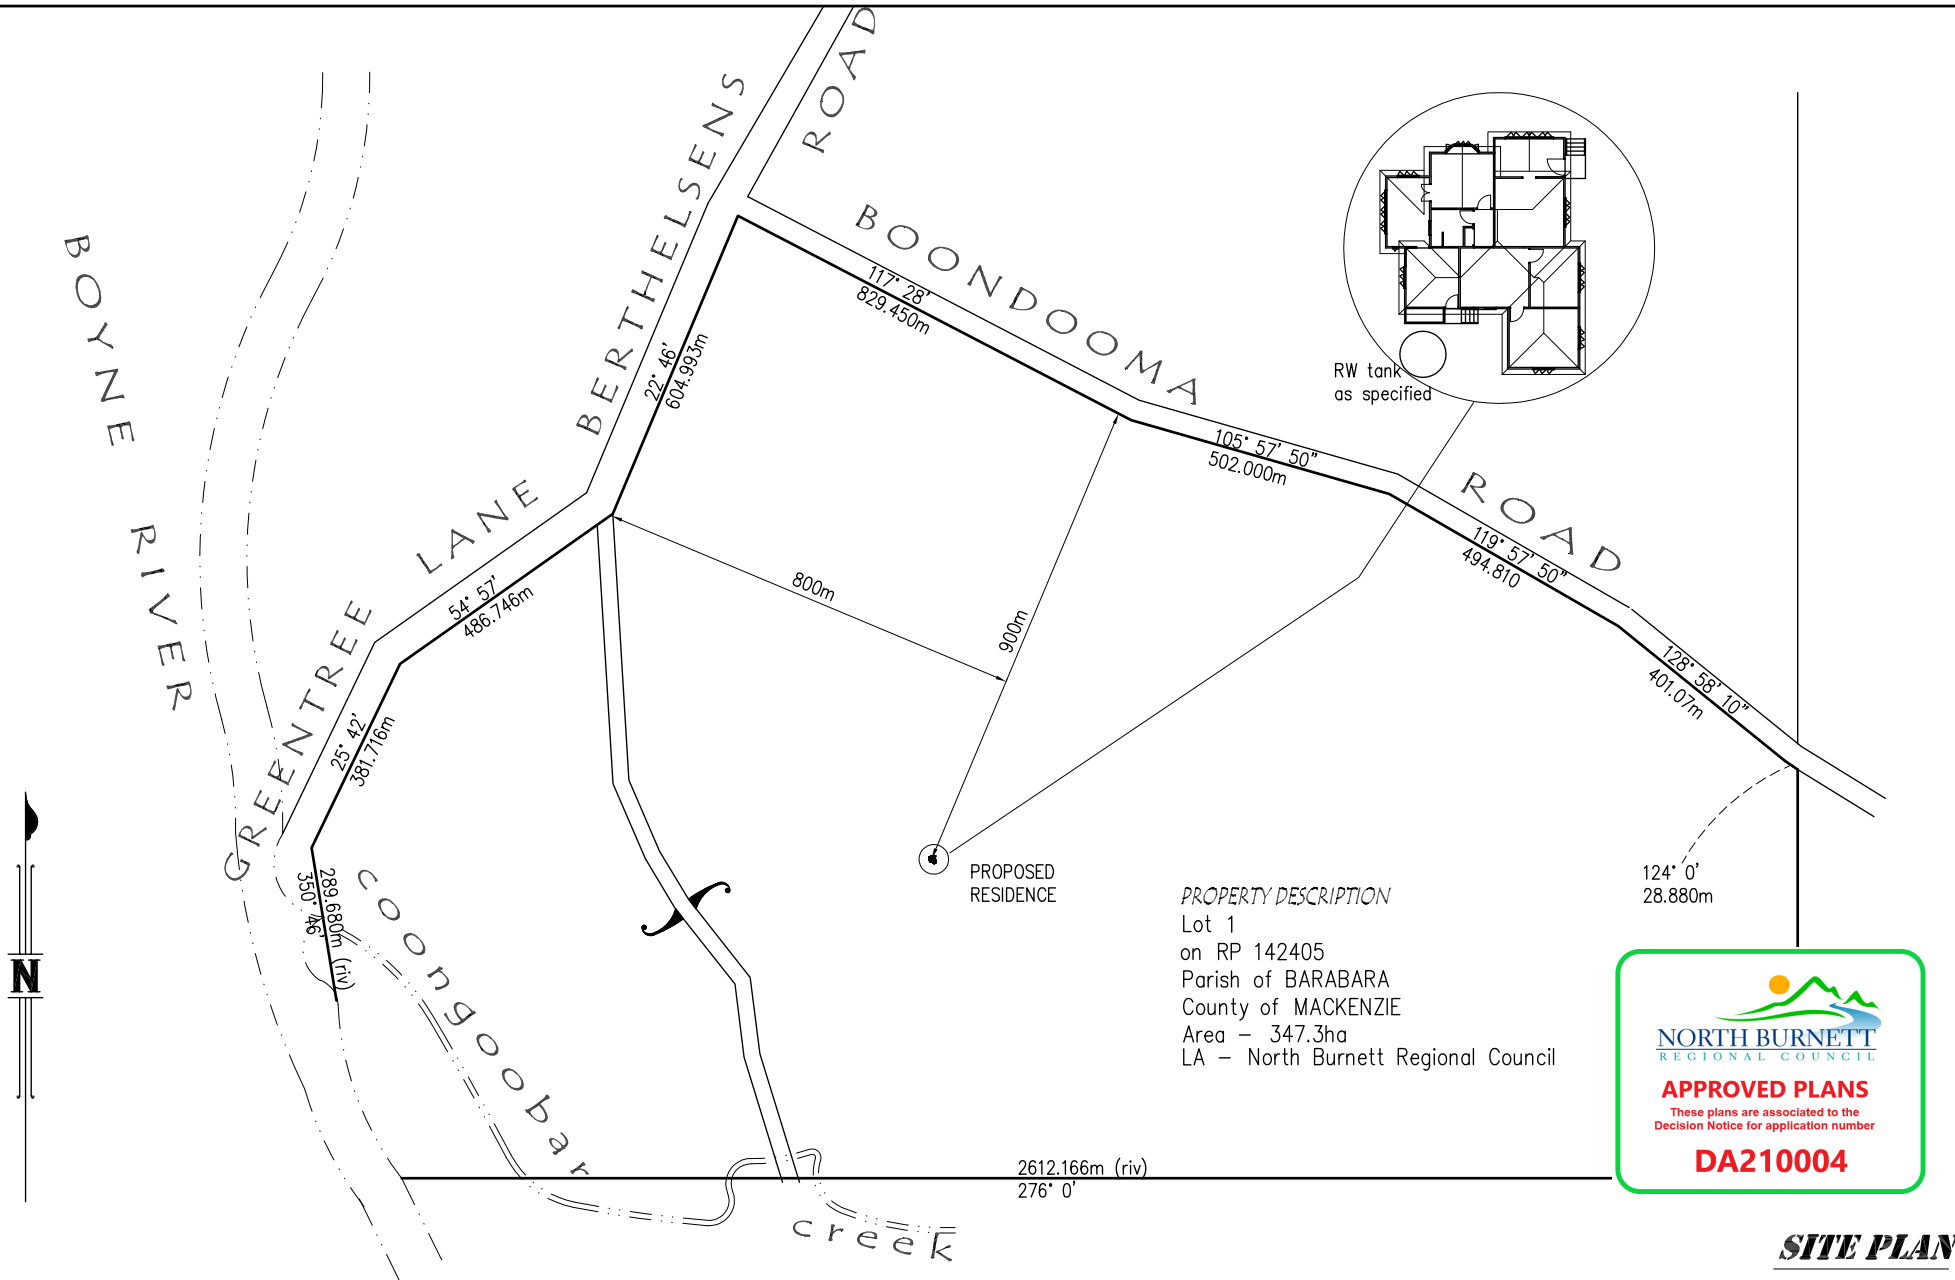 BERTHELSENS
ROAD
BOYNE
RIVER
BOONDOOMA
ROAD
117° 28'
829.450m
22° 46'
604.993m
RW tank
as specified
105° 57' 50"
502.000m
LANE
GREENTREE
54° 57'
486.746m
800m
900m
119° 57' 50"
494.810
128° 58' 10"
401.07m
25° 42'
381.716m
289.680m (riv)
350° 46'
coongoobar
creek
PROPOSED
RESIDENCE
124° 0'
28.880m
PROPERTY DESCRIPTION
Lot 1
on RP 142405
Parish of BARABARA
County of MACKENZIE
Area – 347.3ha
LA – North Burnett Regional Council
N
2612.166m (riv)
276° 0'
NORTH BURNETT
REGIONAL COUNCIL
APPROVED PLANS
These plans are associated to the
Decision Notice for application number
DA210004
SITE PLAN